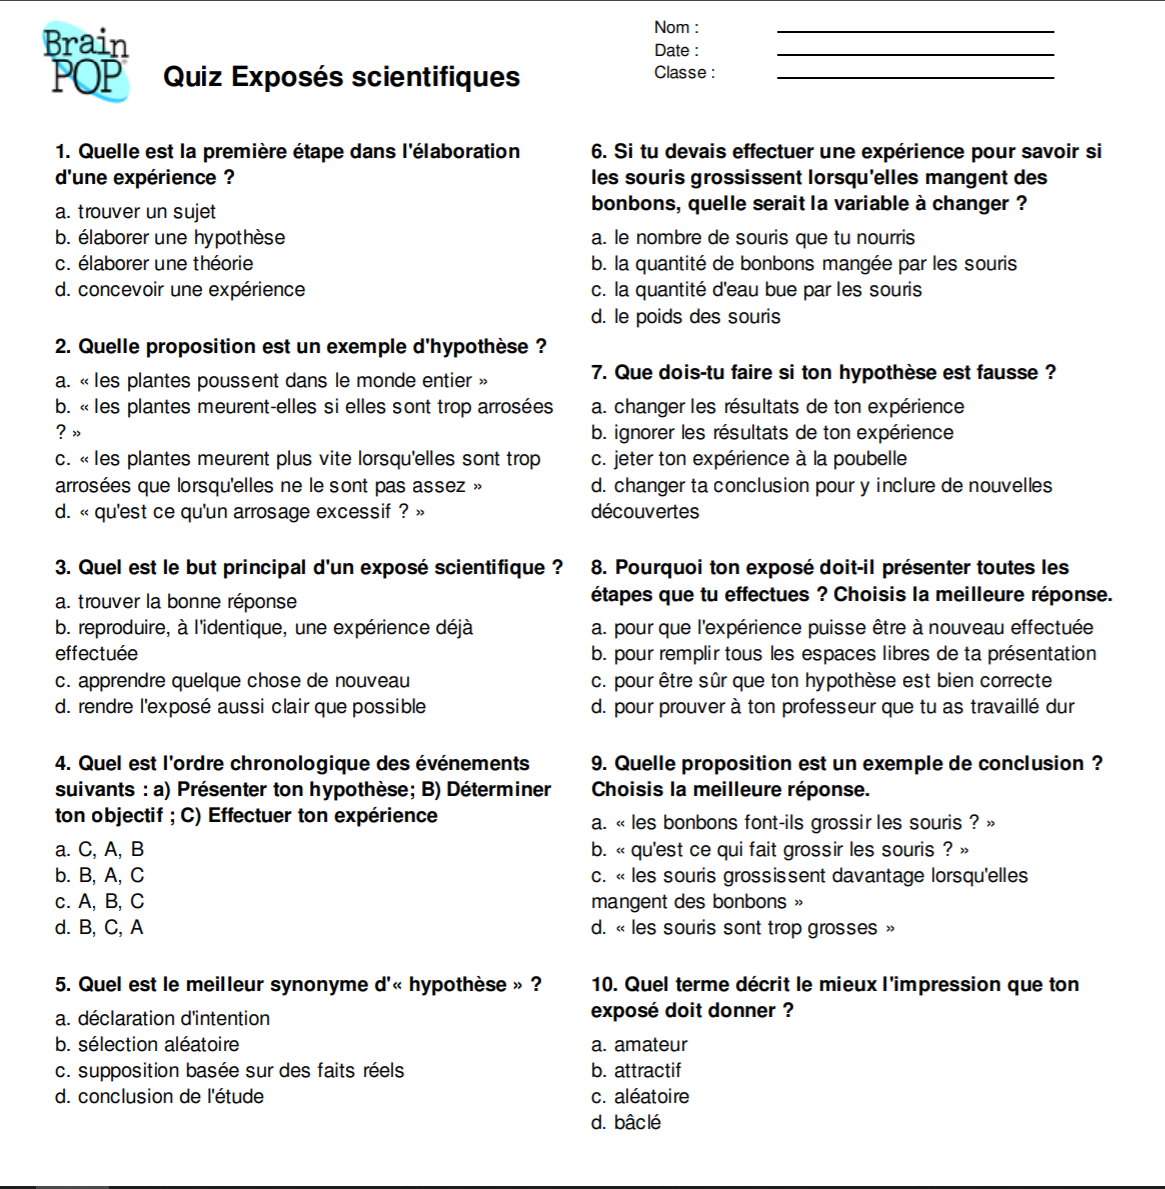 Brain
POP
Quiz Exposés scientifiques
Nom :
Date :
Classe :
1. Quelle est la première étape dans l'élaboration
d'une expérience ?
a. trouver un sujet
b. élaborer une hypothèse
c. élaborer une théorie
d. concevoir une expérience
2. Quelle proposition est un exemple d'hypothèse ?
a. « les plantes poussent dans le monde entier »
b. « les plantes meurent-elles si elles sont trop arrosées
? »
c. « les plantes meurent plus vite lorsqu'elles sont trop
arrosées que lorsqu'elles ne le sont pas assez »
d. « qu'est ce qu'un arrosage excessif ? »
3. Quel est le but principal d'un exposé scientifique ?
a. trouver la bonne réponse
b. reproduire, à l'identique, une expérience déjà
effectuée
c. apprendre quelque chose de nouveau
d. rendre l'exposé aussi clair que possible
4. Quel est l'ordre chronologique des événements
suivants : a) Présenter ton hypothèse; B) Déterminer
ton objectif ; C) Effectuer ton expérience
a. C, A, B
b. B, A, C
c. A, B, C
d. B, C, A
5. Quel est le meilleur synonyme d'« hypothèse » ?
a. déclaration d'intention
b. sélection aléatoire
c. supposition basée sur des faits réels
d. conclusion de l'étude
6. Si tu devais effectuer une expérience pour savoir si
les souris grossissent lorsqu'elles mangent des
bonbons, quelle serait la variable à changer ?
a. le nombre de souris que tu nourris
b. la quantité de bonbons mangée par les souris
c. la quantité d'eau bue par les souris
d. le poids des souris
7. Que dois-tu faire si ton hypothèse est fausse ?
a. changer les résultats de ton expérience
b. ignorer les résultats de ton expérience
c. jeter ton expérience à la poubelle
d. changer ta conclusion pour y inclure de nouvelles
découvertes
8. Pourquoi ton exposé doit-il présenter toutes les
étapes que tu effectues ? Choisis la meilleure réponse.
a. pour que l'expérience puisse être à nouveau effectuée
b. pour remplir tous les espaces libres de ta présentation
c. pour être sûr que ton hypothèse est bien correcte
d. pour prouver à ton professeur que tu as travaillé dur
9. Quelle proposition est un exemple de conclusion ?
Choisis la meilleure réponse.
a. « les bonbons font-ils grossir les souris ? »
b. « qu'est ce qui fait grossir les souris ? »
c. « les souris grossissent davantage lorsqu'elles
mangent des bonbons »
d. « les souris sont trop grosses »
10. Quel terme décrit le mieux l'impression que ton
exposé doit donner ?
a. amateur
b. attractif
c. aléatoire
d. bâclé